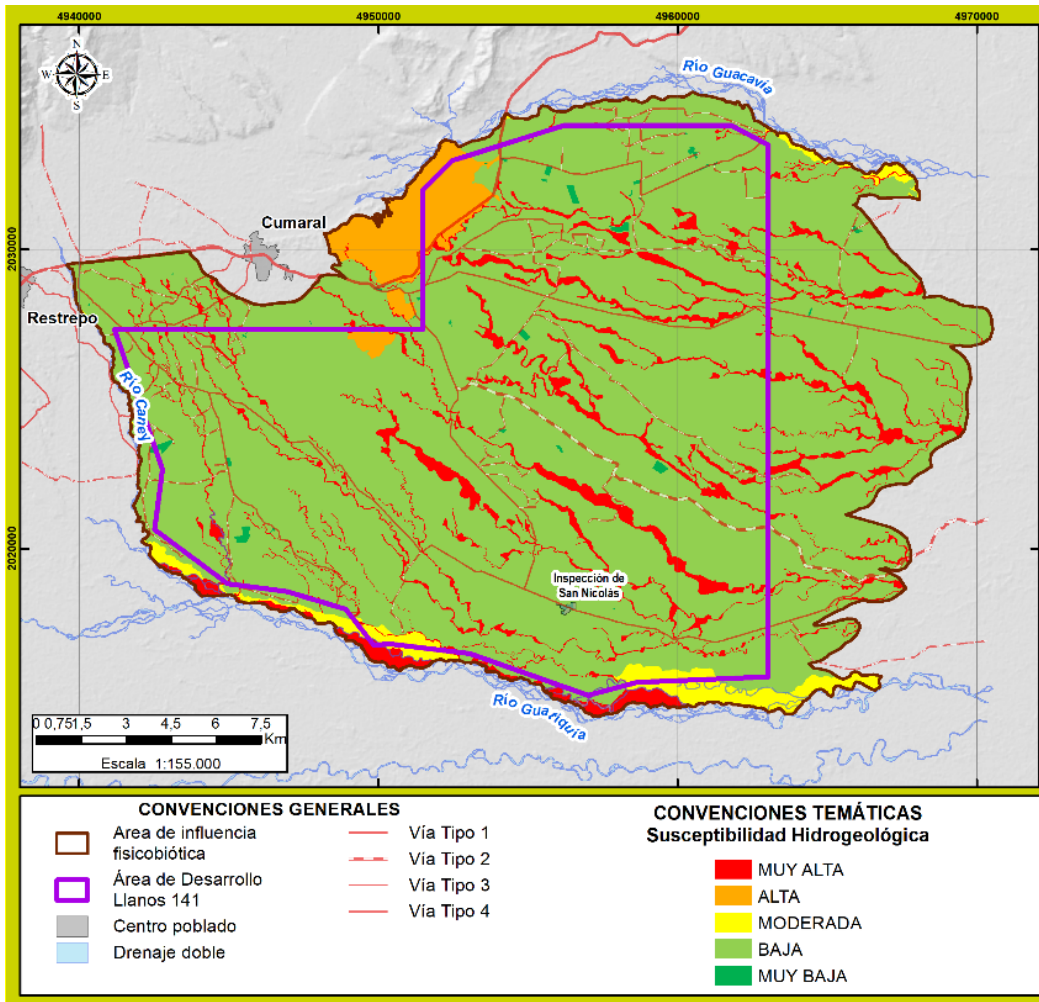 4940000
4950000
4960000
4970000
N
W
E
S
Río Guacavía
Cumaral
2030000
Restrepo
Río Caney
2020000
Inspección de
San Nicolás
Río Guatiquía
0 0,751,5 3 4,5 6 7,5
Km
Escala 1:155.000
CONVENCIONES GENERALES
Area de influencia
fisicobiótica
Área de Desarrollo
Llanos 141
Centro poblado
Drenaje doble
Vía Tipo 1
Vía Tipo 2
Vía Tipo 3
Vía Tipo 4
CONVENCIONES TEMÁTICAS
Susceptibilidad Hidrogeológica
MUY ALTA
ALTA
MODERADA
BAJA
MUY BAJA